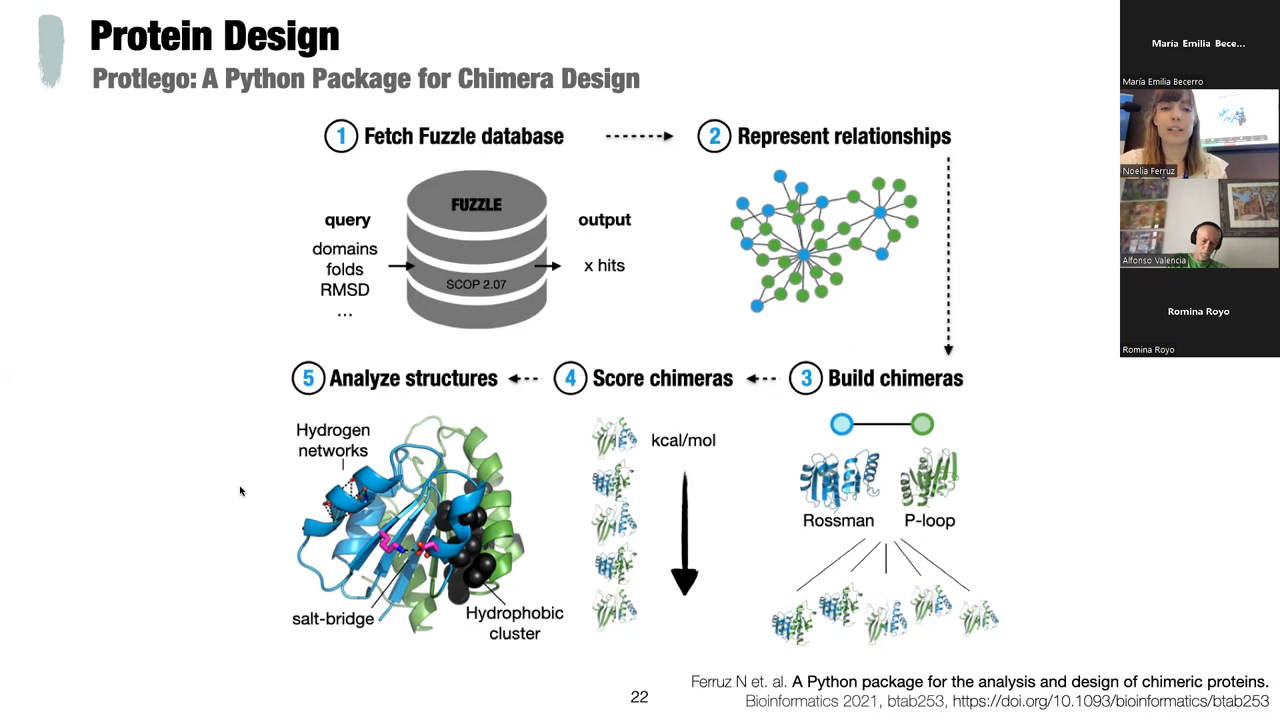 Protein Design
Protlego: A Python Package for Chimera Design
1 Fetch Fuzzle database
2 Represent relationships
query
domains
folds
RMSD
...
FUZZLE
SCOP 2.07
output
x hits
5 Analyze structures
4 Score chimeras
3 Build chimeras
Hydrogen
networks
salt-bridge
Hydrophobic
cluster
kcal/mol
Rossman
P-loop
22
Ferruz N et. al. A Python package for the analysis and design of chimeric proteins.
Bioinformatics 2021, btab253, https://doi.org/10.1093/bioinformatics/btab253
María Emilia Bece...
María Emilia Becerro
Noelia Ferruz
Alfonso Valencia
Romina Royo
Romina Royo